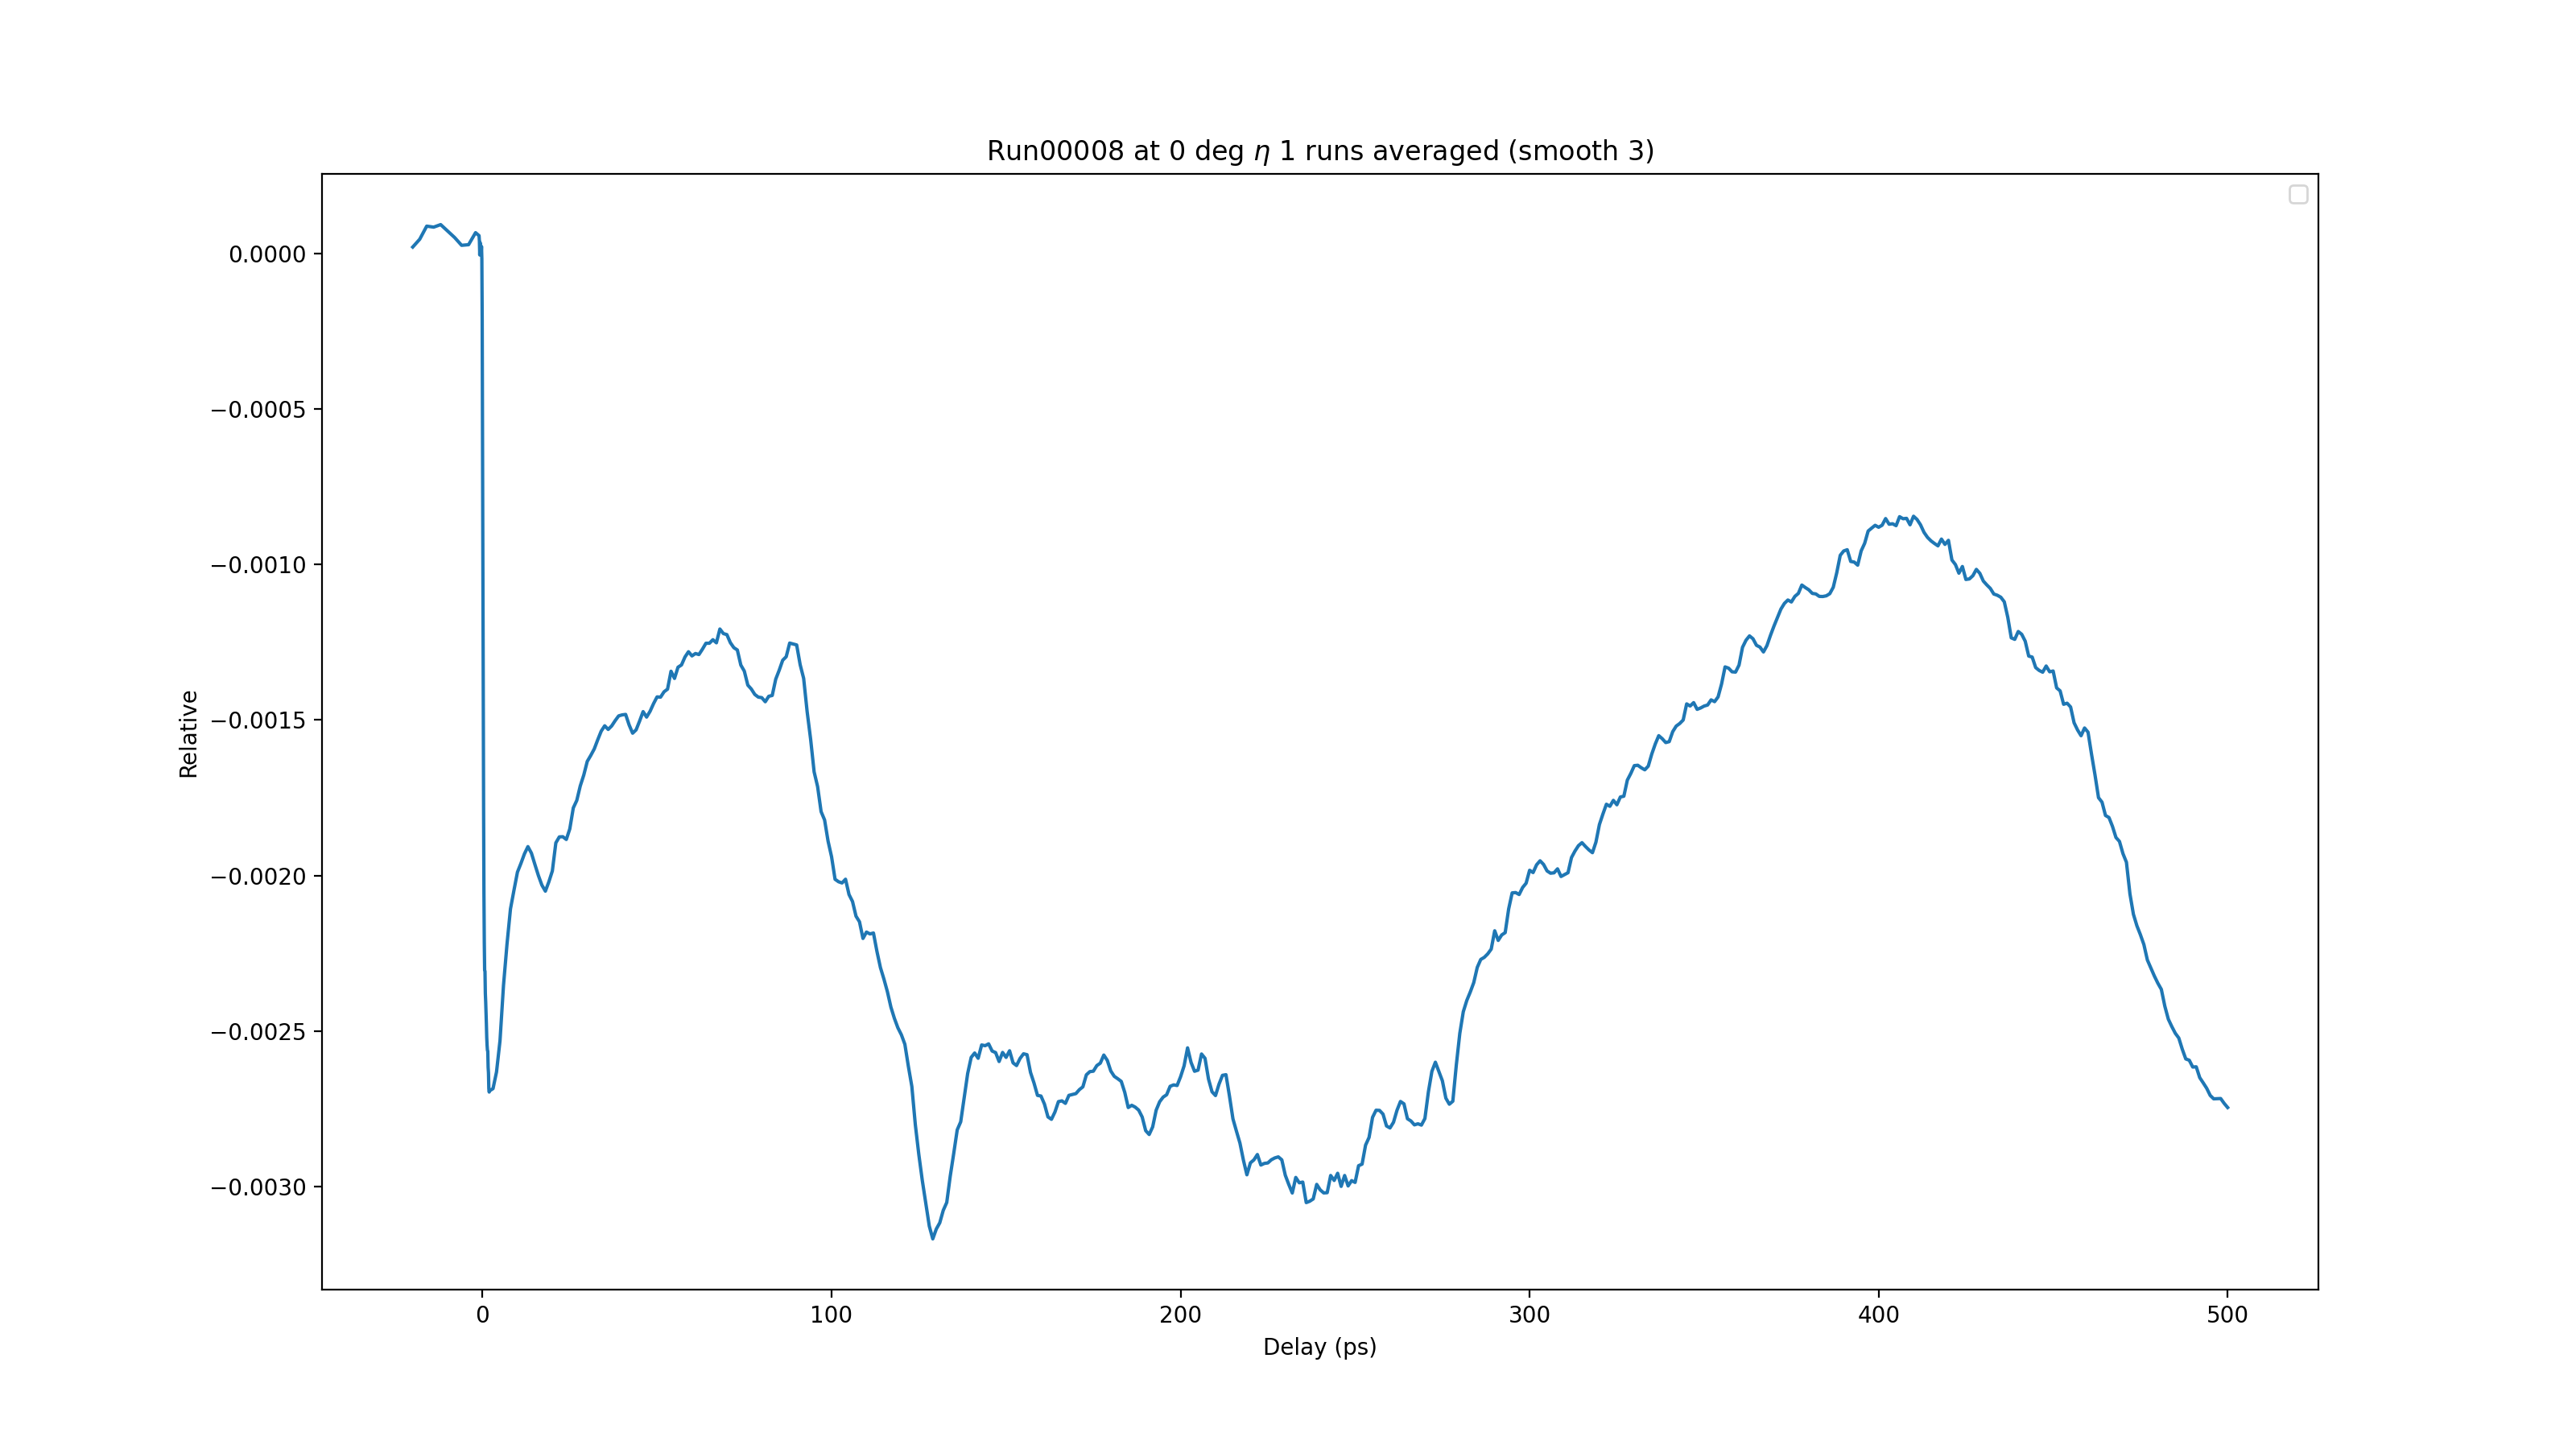 Run00008 at 0 deg η 1 runs averaged (smooth 3)
0.0000
−0.0005
−0.0010
−0.0015
−0.0020
−0.0025
−0.0030
Relative
0 100 200 300 400 500
Delay (ps)